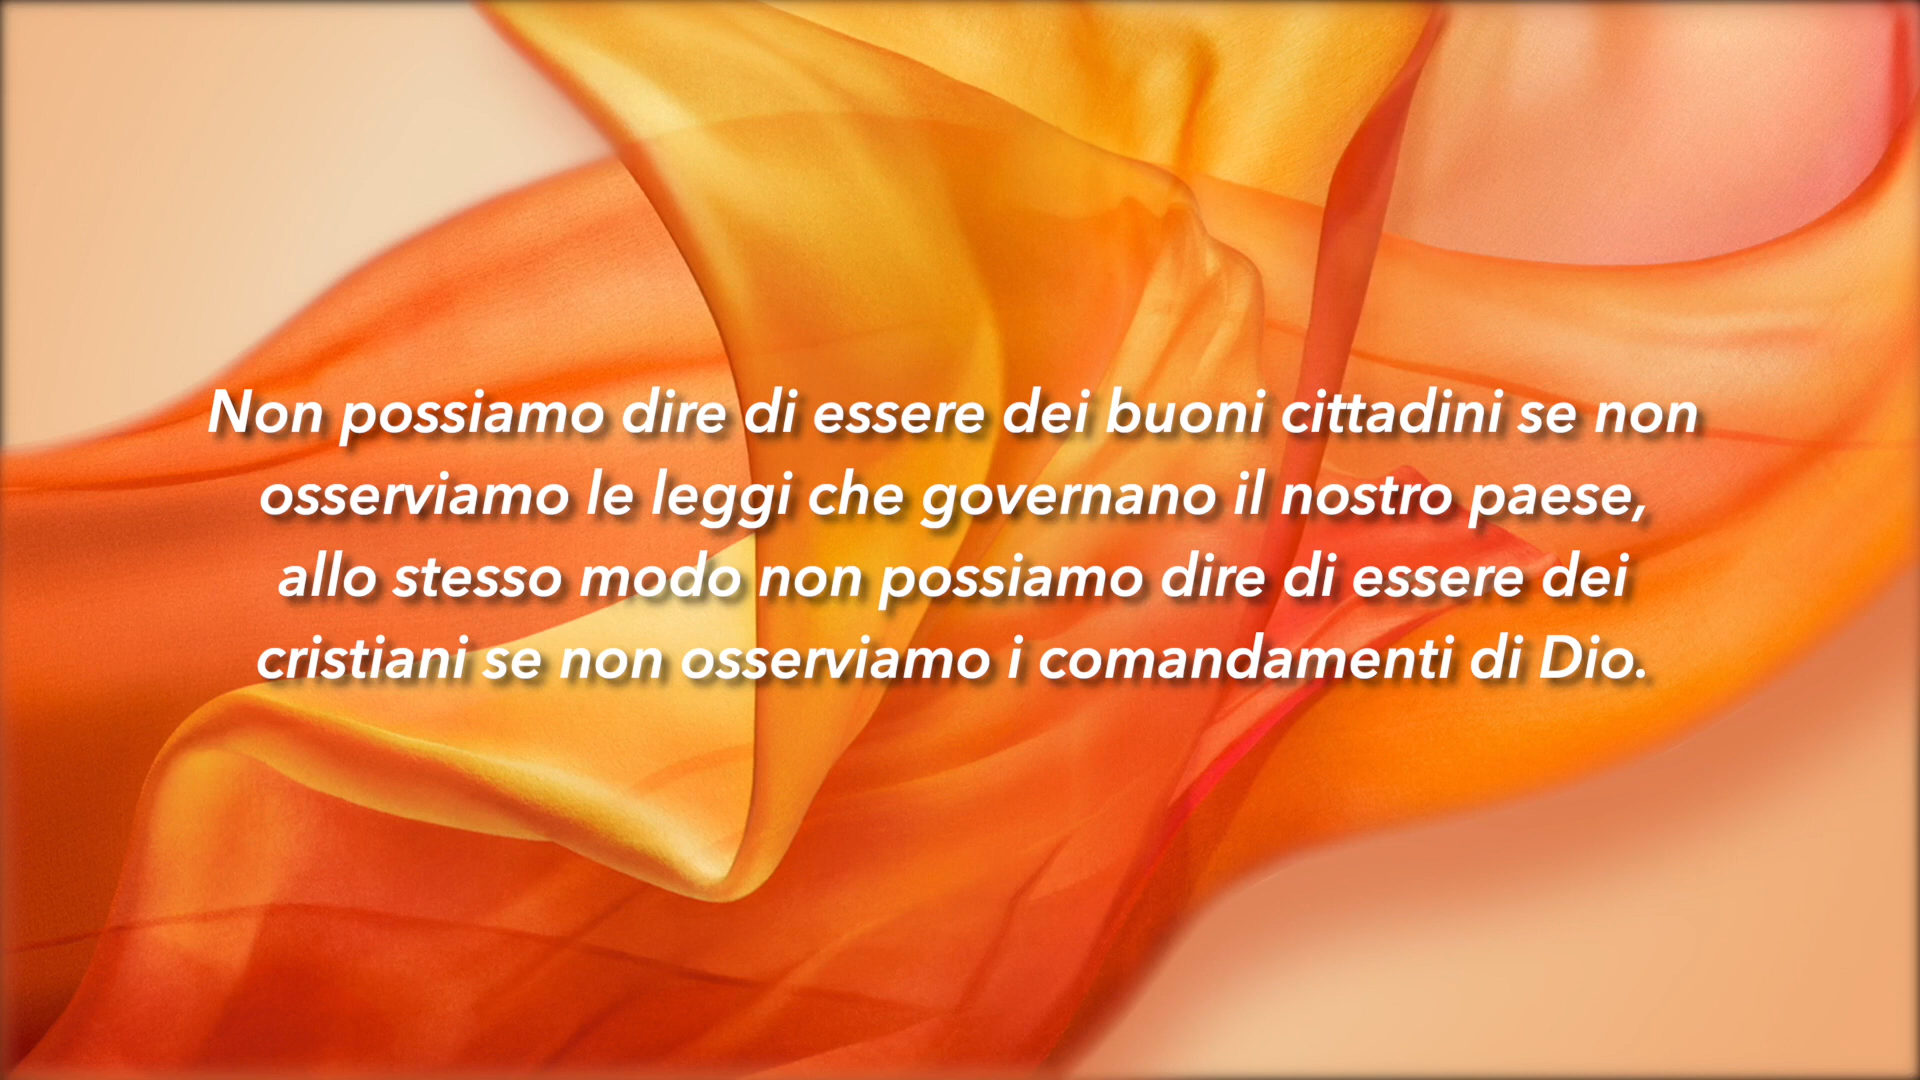 Non possiamo dire di essere dei buoni cittadini se non
osserviamo le leggi che governano il nostro paese,
allo stesso modo non possiamo dire di essere dei
cristiani se non osserviamo i comandamenti di Dio.